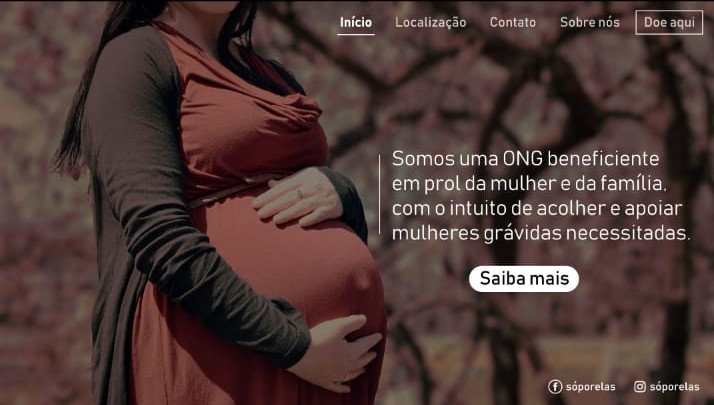 Início
Localização
Contato
Sobre nós
Doe aqui
Somos uma ONG beneficiente
em prol da mulher e da família,
com o intuito de acolher e apoiar
mulheres grávidas necessitadas.
Saiba mais
sóporelas
sóporelas